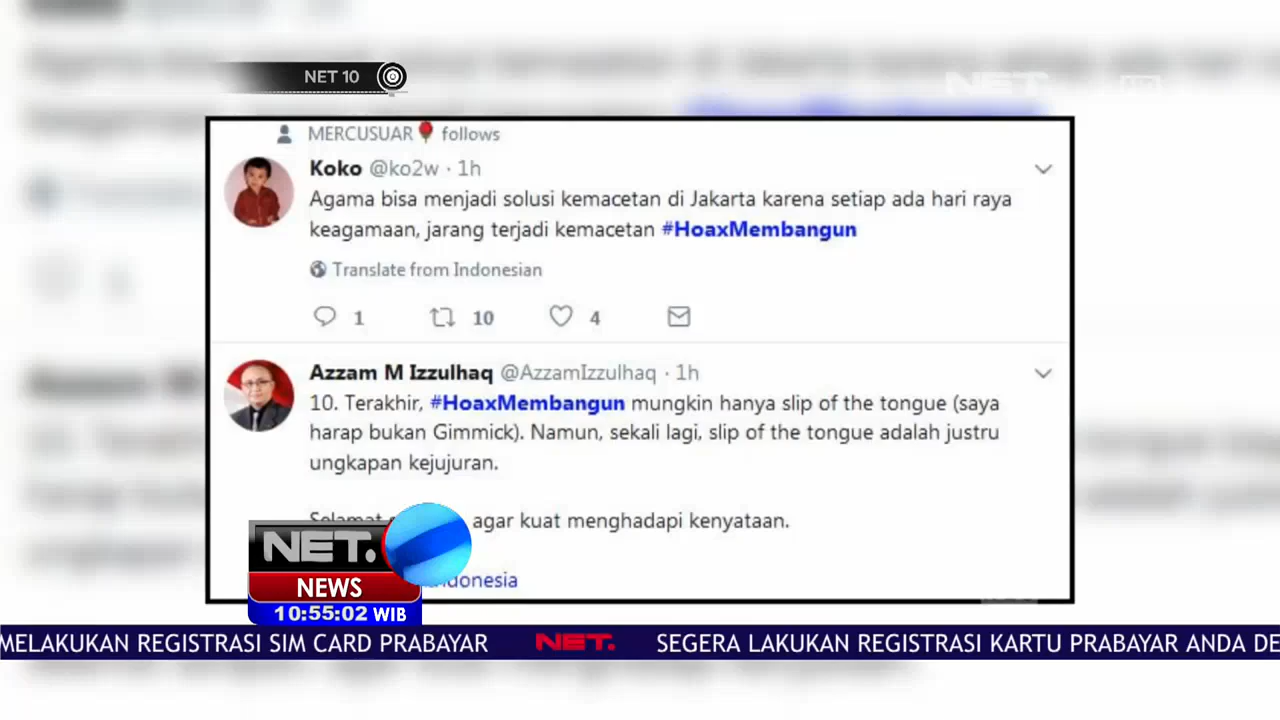 NET 10
NET.
MERCUSUAR follows
Koko @ko2w · 1h
Agama bisa menjadi solusi kemacetan di Jakarta karena setiap ada hari raya
keagamaan, jarang terjadi kemacetan #HoaxMembangun
Translate from Indonesian
1 10 4
Azzam M Izzulhaq @AzzamIzzulhaq · 1h
10. Terakhir, #HoaxMembangun mungkin hanya slip of the tongue (saya
harap bukan Gimmick). Namun, sekali lagi, slip of the tongue adalah justru
ungkapan kejujuran.
Selamat agar kuat menghadapi kenyataan.
NET.
NEWS
10:55:02 WIB
MELAKUKAN REGISTRASI SIM CARD PRABAYAR NET. SEGERA LAKUKAN REGISTRASI KARTU PRABAYAR ANDA DE